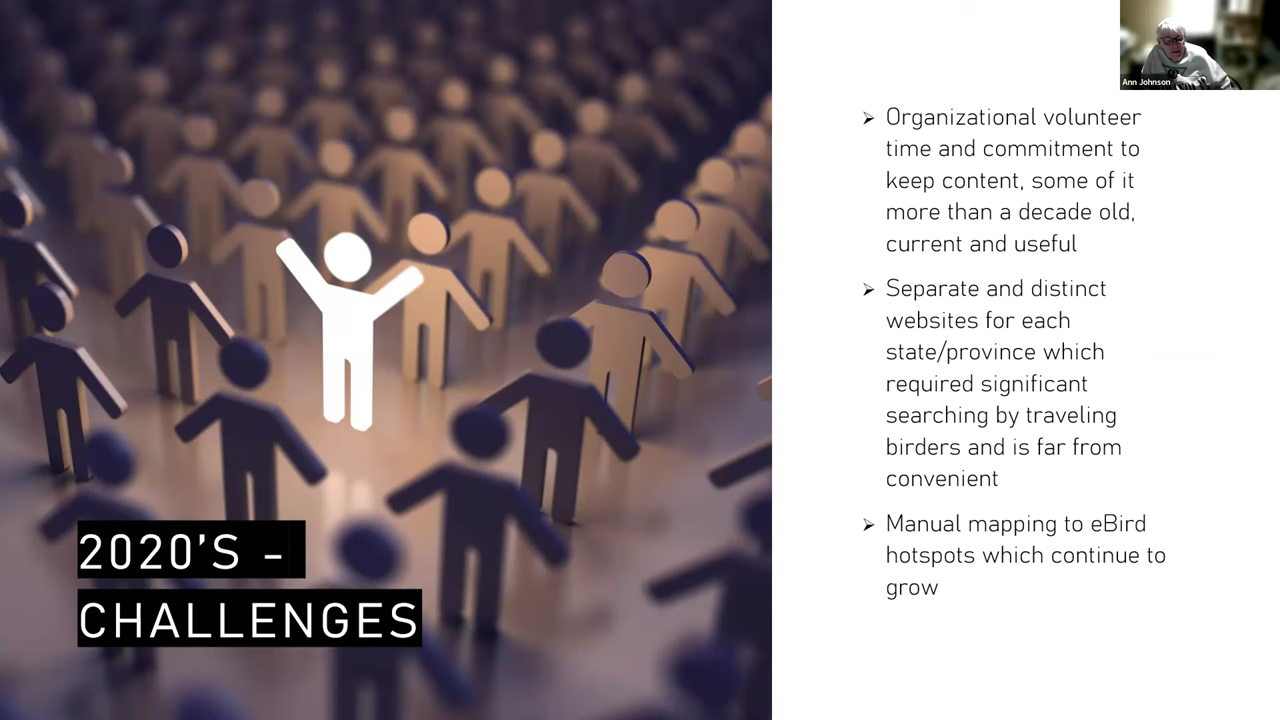 Ann Johnson
➢ Organizational volunteer
time and commitment to
keep content, some of it
more than a decade old,
current and useful
➢ Separate and distinct
websites for each
state/province which
required significant
searching by traveling
birders and is far from
convenient
➢ Manual mapping to eBird
hotspots which continue to
grow
2020'S -
CHALLENGES